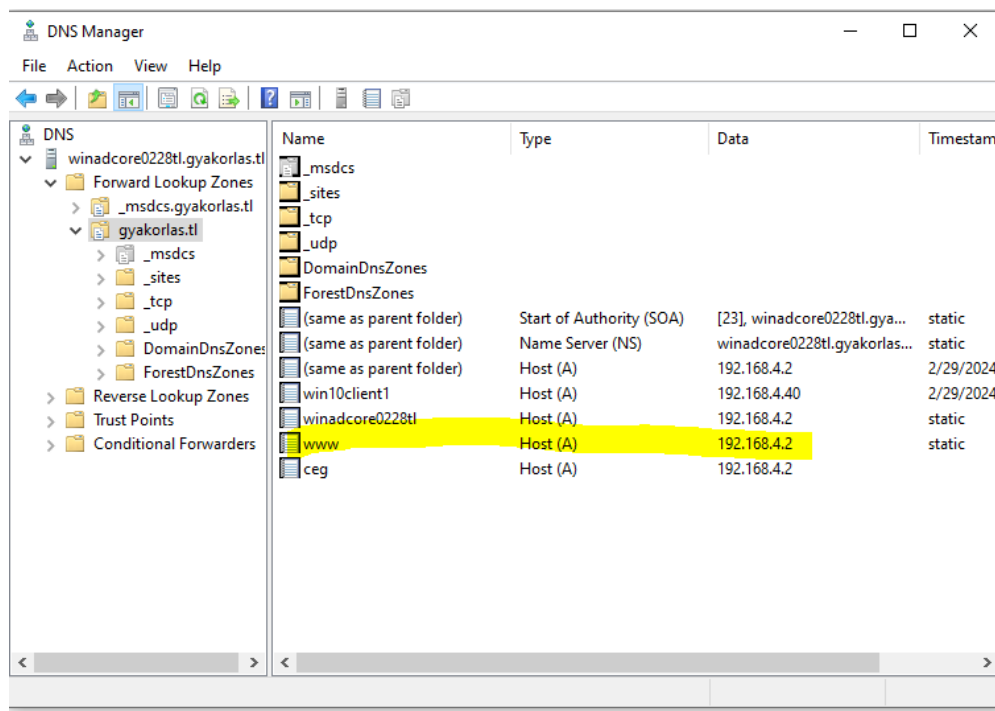 DNS Manager
File Action View Help
DNS
winadcore0228tl.gyakorlas.tl
Forward Lookup Zones
_msdcs.gyakorlas.tl
gyakorlas.tl
_msdcs
_sites
_tcp
_udp
DomainDnsZones
ForestDnsZones
Reverse Lookup Zones
Trust Points
Conditional Forwarders
Name Type Data Timestam
_msdcs
_sites
_tcp
_udp
DomainDnsZones
ForestDnsZones
(same as parent folder) Start of Authority (SOA) [23], winadcore0228tl.gya... static
(same as parent folder) Name Server (NS) winadcore0228tl.gyakorlas... static
(same as parent folder) Host (A) 192.168.4.2 2/29/2024
win10client1 Host (A) 192.168.4.40 2/29/2024
winadcore0228tl Host (A) 192.168.4.2 static
www Host (A) 192.168.4.2 static
ceg Host (A) 192.168.4.2